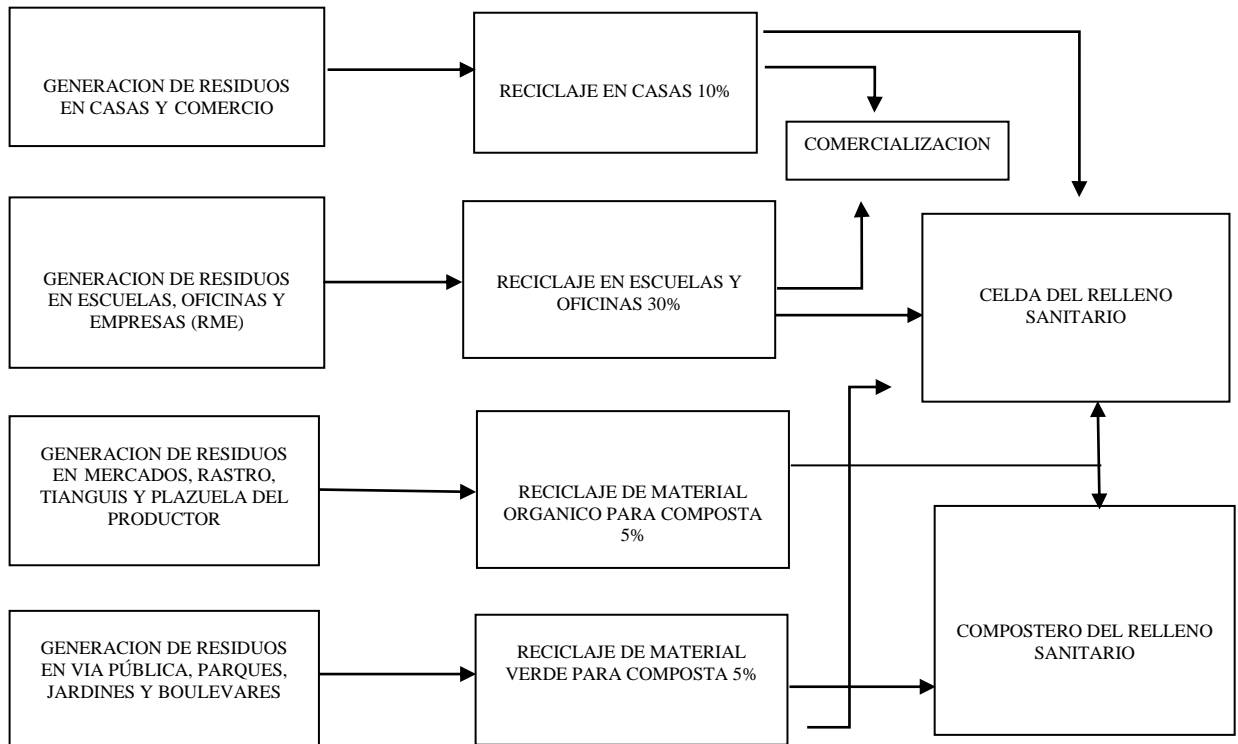 GENERACION DE RESIDUOS
EN CASAS Y COMERCIO
RECICLAJE EN CASAS 10%
COMERCIALIZACION
GENERACION DE RESIDUOS
EN ESCUELAS, OFICINAS Y
EMPRESAS (RME)
RECICLAJE EN ESCUELAS Y
OFICINAS 30%
CELDA DEL RELLENO
SANITARIO
GENERACION DE RESIDUOS
EN MERCADOS, RASTRO,
TIANGUIS Y PLAZUELA DEL
PRODUCTOR
RECICLAJE DE MATERIAL
ORGANICO PARA COMPOSTA
5%
GENERACION DE RESIDUOS
EN VIA PÚBLICA, PARQUES,
JARDINES Y BOULEVARES
RECICLAJE DE MATERIAL
VERDE PARA COMPOSTA 5%
COMPOSTERO DEL RELLENO
SANITARIO